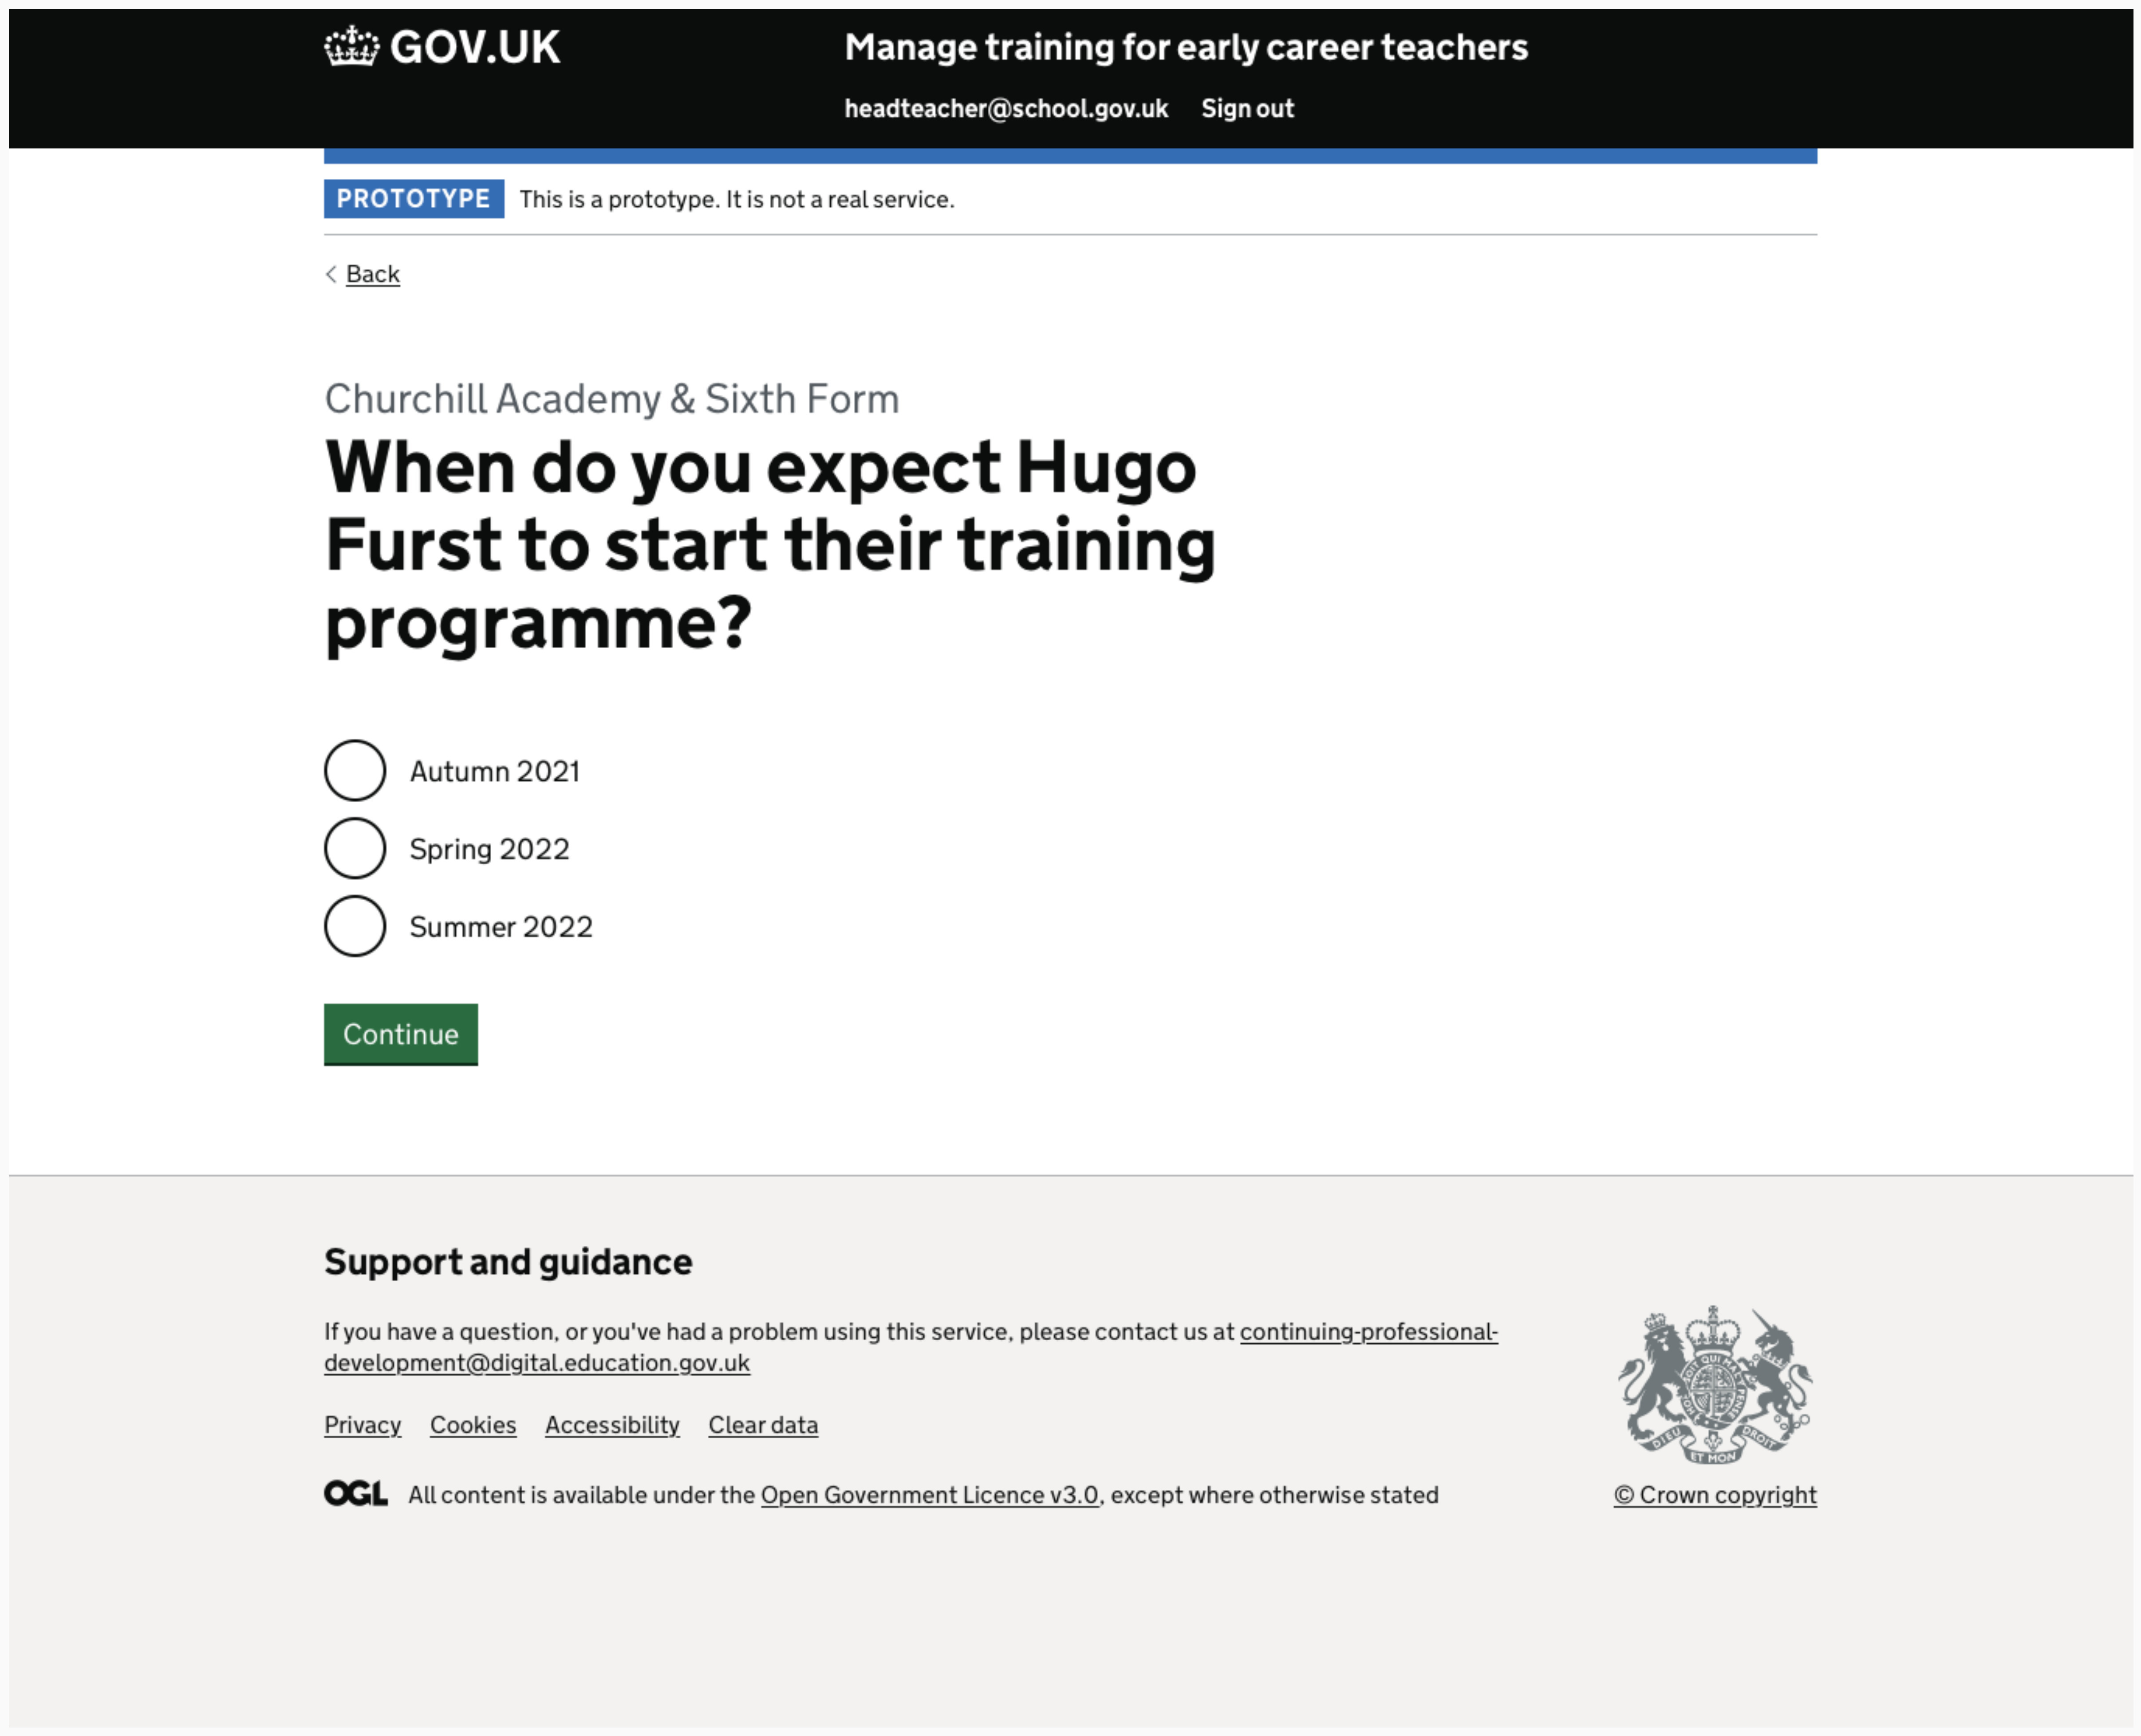 GOV.UK
Manage training for early career teachers
headteacher@school.gov.uk Sign out
PROTOTYPE This is a prototype. It is not a real service.
Back
Churchill Academy & Sixth Form
When do you expect Hugo
Furst to start their training
programme?
Autumn 2021
Spring 2022
Summer 2022
Continue
Support and guidance
If you have a question, or you've had a problem using this service, please contact us at continuing-professional-
development@digital.education.gov.uk
Privacy Cookies Accessibility Clear data
OGL All content is available under the Open Government Licence v3.0, except where otherwise stated
DIEU ET MON DROIT
© Crown copyright